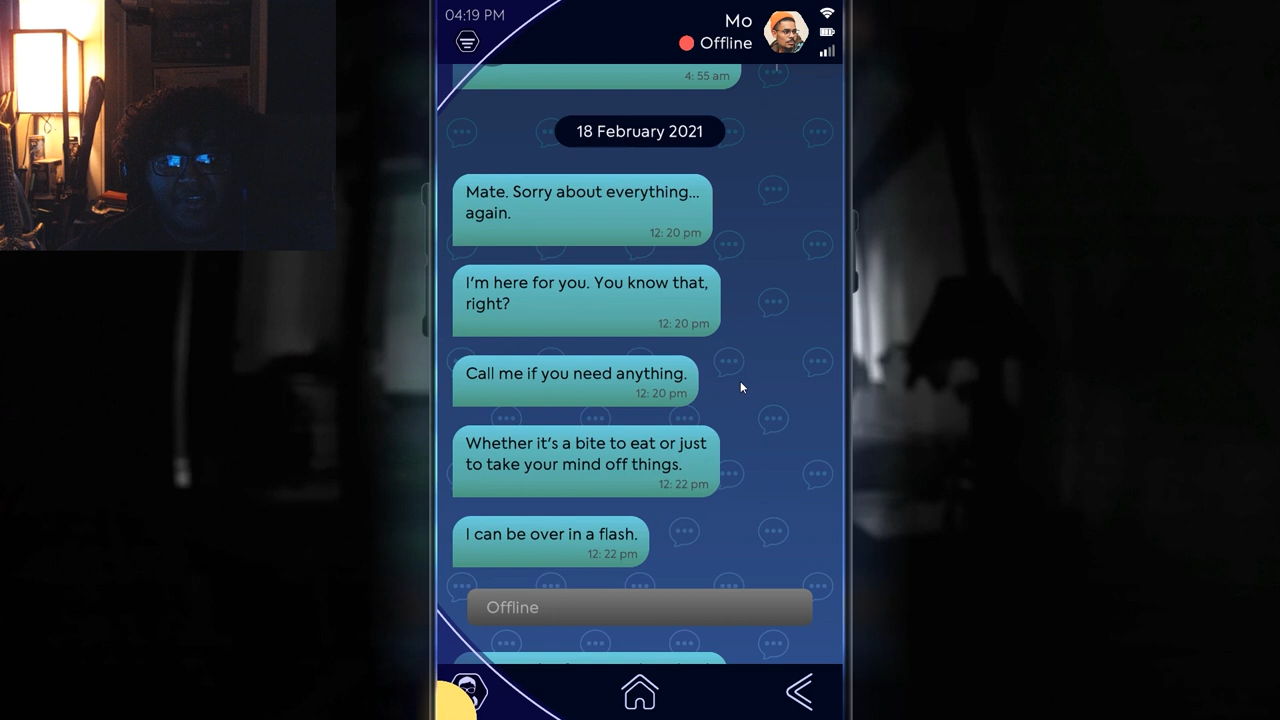 04:19 PM
Mo
Offline
4: 55 am
18 February 2021
Mate. Sorry about everything...
again.
12: 20 pm
I'm here for you. You know that,
right?
12: 20 pm
Call me if you need anything.
12: 20 pm
Whether it's a bite to eat or just
to take your mind off things.
12: 22 pm
I can be over in a flash.
12: 22 pm
Offline